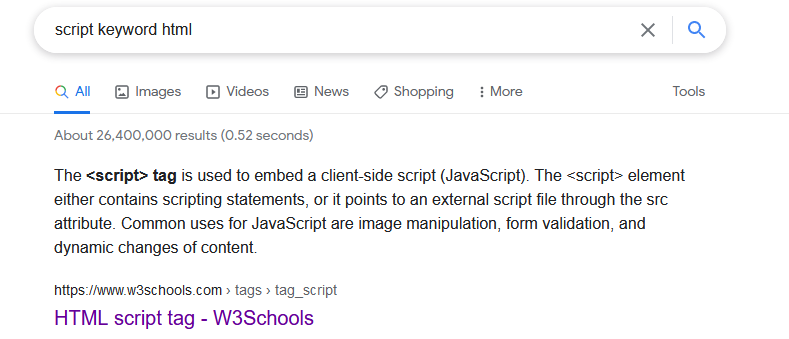 script keyword html
All Images Videos News Shopping More Tools
About 26,400,000 results (0.52 seconds)
The <script> tag is used to embed a client-side script (JavaScript). The <script> element
either contains scripting statements, or it points to an external script file through the src
attribute. Common uses for JavaScript are image manipulation, form validation, and
dynamic changes of content.
https://www.w3schools.com › tags › tag_script
HTML script tag - W3Schools